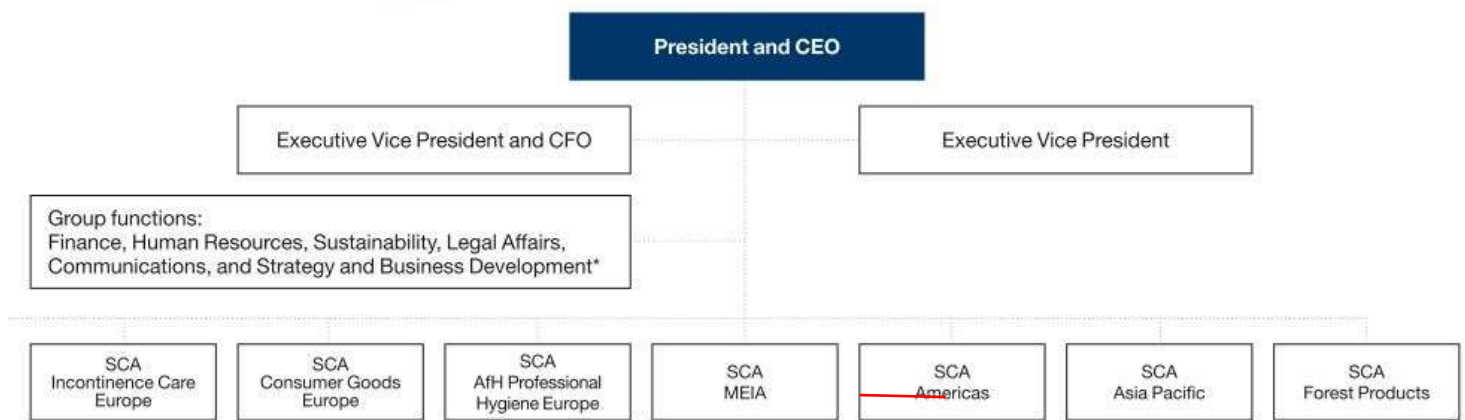 President and CEO
Executive Vice President and CFO
Executive Vice President
Group functions:
Finance, Human Resources, Sustainability, Legal Affairs,
Communications, and Strategy and Business Development*
SCA
Incontinence Care
Europe
SCA
Consumer Goods
Europe
SCA
AfH Professional
Hygiene Europe
SCA
MEIA
SCA
Americas
SCA
Asia Pacific
SCA
Forest Products